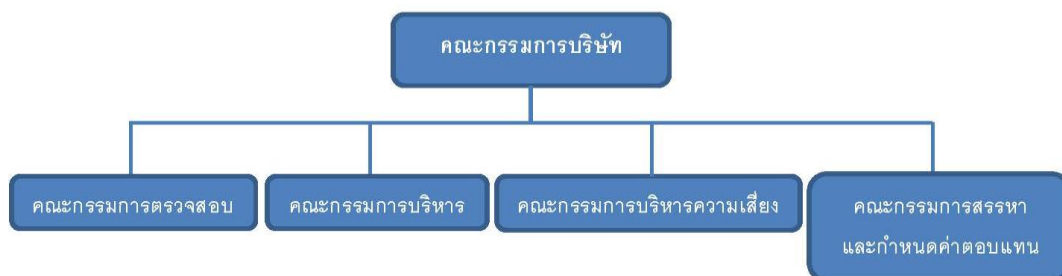 คณะกรรมการบริษัท
คณะกรรมการตรวจสอบ
คณะกรรมการบริหาร
คณะกรรมการบริหารความเสี่ยง
คณะกรรมการสรรหา
และกำหนดค่าตอบแทน